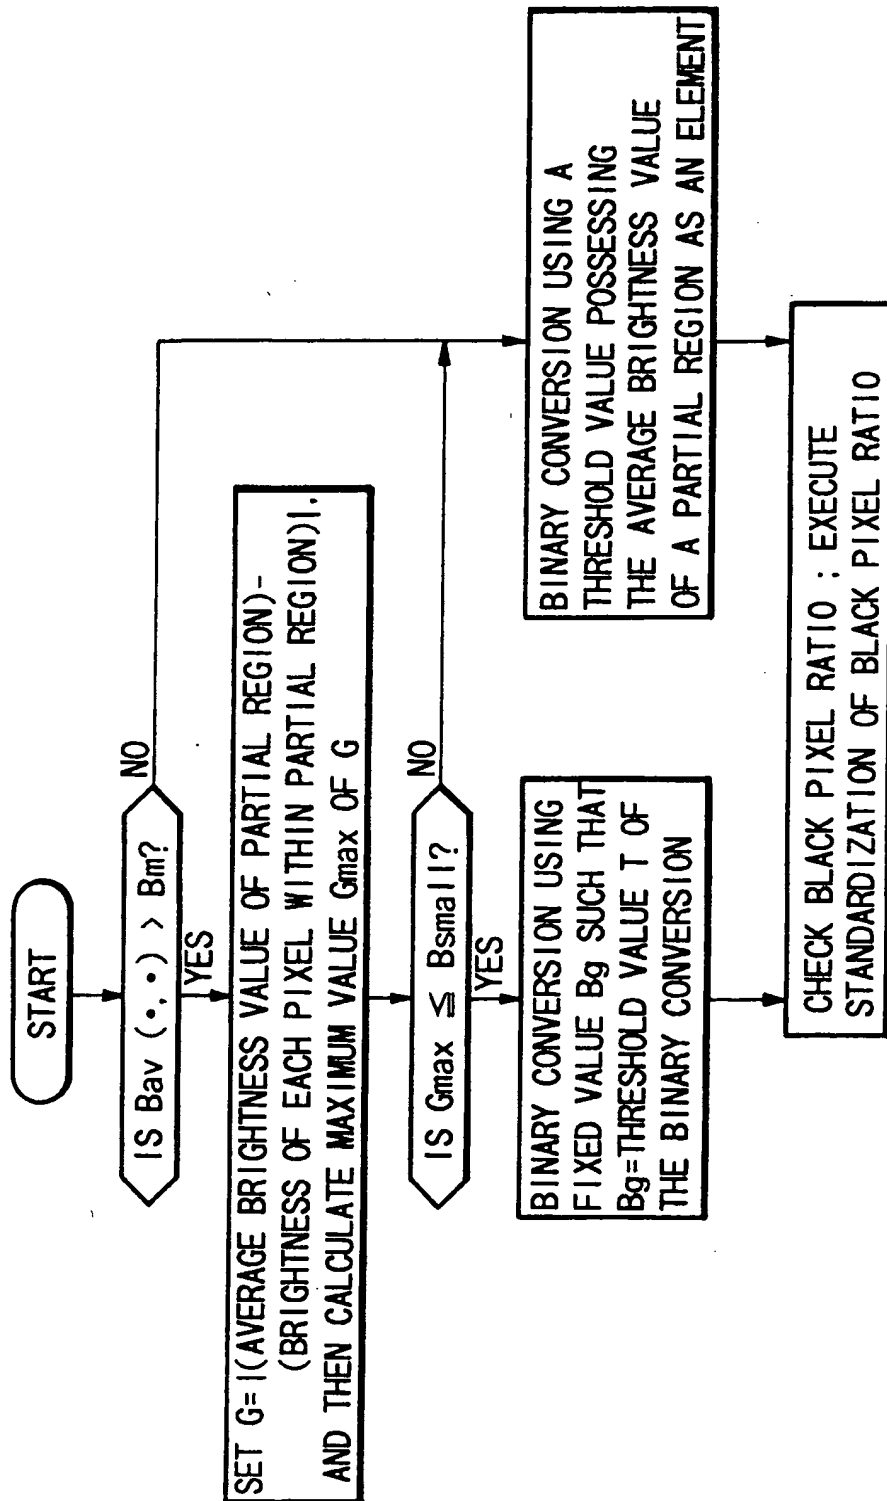 START
IS Bav (•,•) > Bm?
NO
YES
SET G=|(AVERAGE BRIGHTNESS VALUE OF PARTIAL REGION)-
(BRIGHTNESS OF EACH PIXEL WITHIN PARTIAL REGION)|.
AND THEN CALCULATE MAXIMUM VALUE Gmax OF G
IS Gmax ≦ Bsmall?
NO
YES
BINARY CONVERSION USING
FIXED VALUE Bg SUCH THAT
Bg=THRESHOLD VALUE T OF
THE BINARY CONVERSION
BINARY CONVERSION USING A
THRESHOLD VALUE POSSESSING
THE AVERAGE BRIGHTNESS VALUE
OF A PARTIAL REGION AS AN ELEMENT
CHECK BLACK PIXEL RATIO ; EXECUTE
STANDARDIZATION OF BLACK PIXEL RATIO